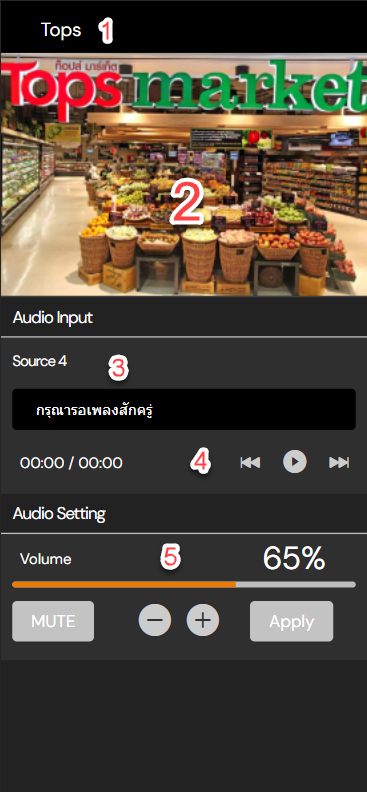 Tops 1
ท็อปส์ มาร์เก็ต
Tops market
2
Audio Input
Source 4
3
กรุณารอเพลงสักครู่
00:00 / 00:00
4
Audio Setting
Volume
5
65%
MUTE
Apply